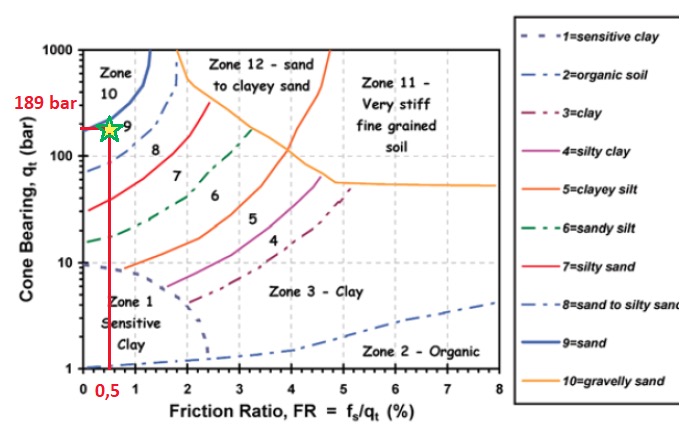 1000
100
10
1
189 bar
Cone Bearing, qt (bar)
Zone
10
Zone 12 - sand
to clayey sand
Zone 11 -
Very stiff
fine grained
soil
9
8
7
6
5
4
Zone 1
Sensitive
Clay
Zone 3 - Clay
Zone 2 - Organic
0 1 2 3 4 5 6 7 8
0,5
Friction Ratio, FR = fs/qt (%)
1=sensitive clay
2=organic soil
3=clay
4=silty clay
5=clayey silt
6=sandy silt
7=silty sand
8=sand to silty sand
9=sand
10=gravelly sand